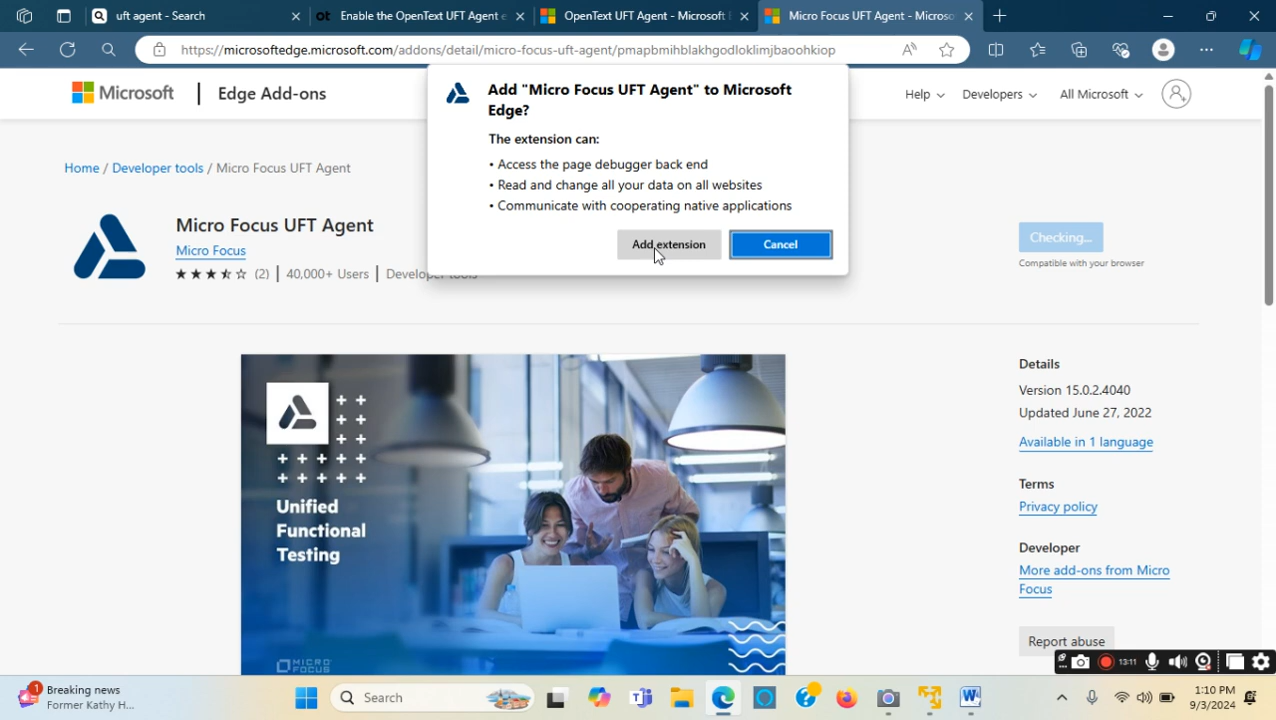 uft agent - Search
Enable the OpenText UFT Agent e
OpenText UFT Agent - Microsoft E
Micro Focus UFT Agent - Microso
https://microsoftedge.microsoft.com/addons/detail/micro-focus-uft-agent/pmapbmihblakhgodloklimjbaoohkiop
Microsoft
Edge Add-ons
Help
Developers
All Microsoft
Add "Micro Focus UFT Agent" to Microsoft
Edge?
The extension can:
• Access the page debugger back end
• Read and change all your data on all websites
• Communicate with cooperating native applications
Add extension
Cancel
Home / Developer tools / Micro Focus UFT Agent
Micro Focus UFT Agent
Micro Focus
(2)
40,000+ Users
Developer tools
Checking...
Compatible with your browser
Unified
Functional
Testing
MICRO
FOCUS
Details
Version 15.0.2.4040
Updated June 27, 2022
Available in 1 language
Terms
Privacy policy
Developer
More add-ons from Micro
Focus
Report abuse
13:11
1
Breaking news
Former Kathy H...
Search
1:10 PM
9/3/2024